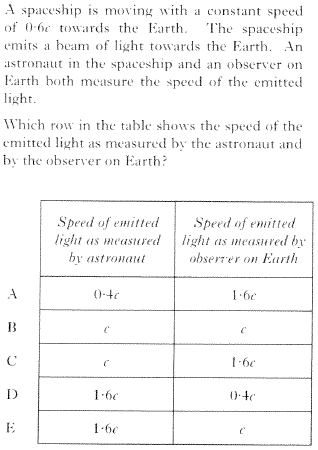 A spaceship is moving with a constant speed
of 0·6c towards the Earth. The spaceship
emits a beam of light towards the Earth. An
astronaut in the spaceship and an observer on
Earth both measure the speed of the emitted
light.
Which row in the table shows the speed of the
emitted light as measured by the astronaut and
by the observer on Earth?
Speed of emitted light as measured by astronaut Speed of emitted light as measured by observer on Earth
A 0·4c 1·6c
B c c
C c 1·6c
D 1·6c 0·4c
E 1·6c c